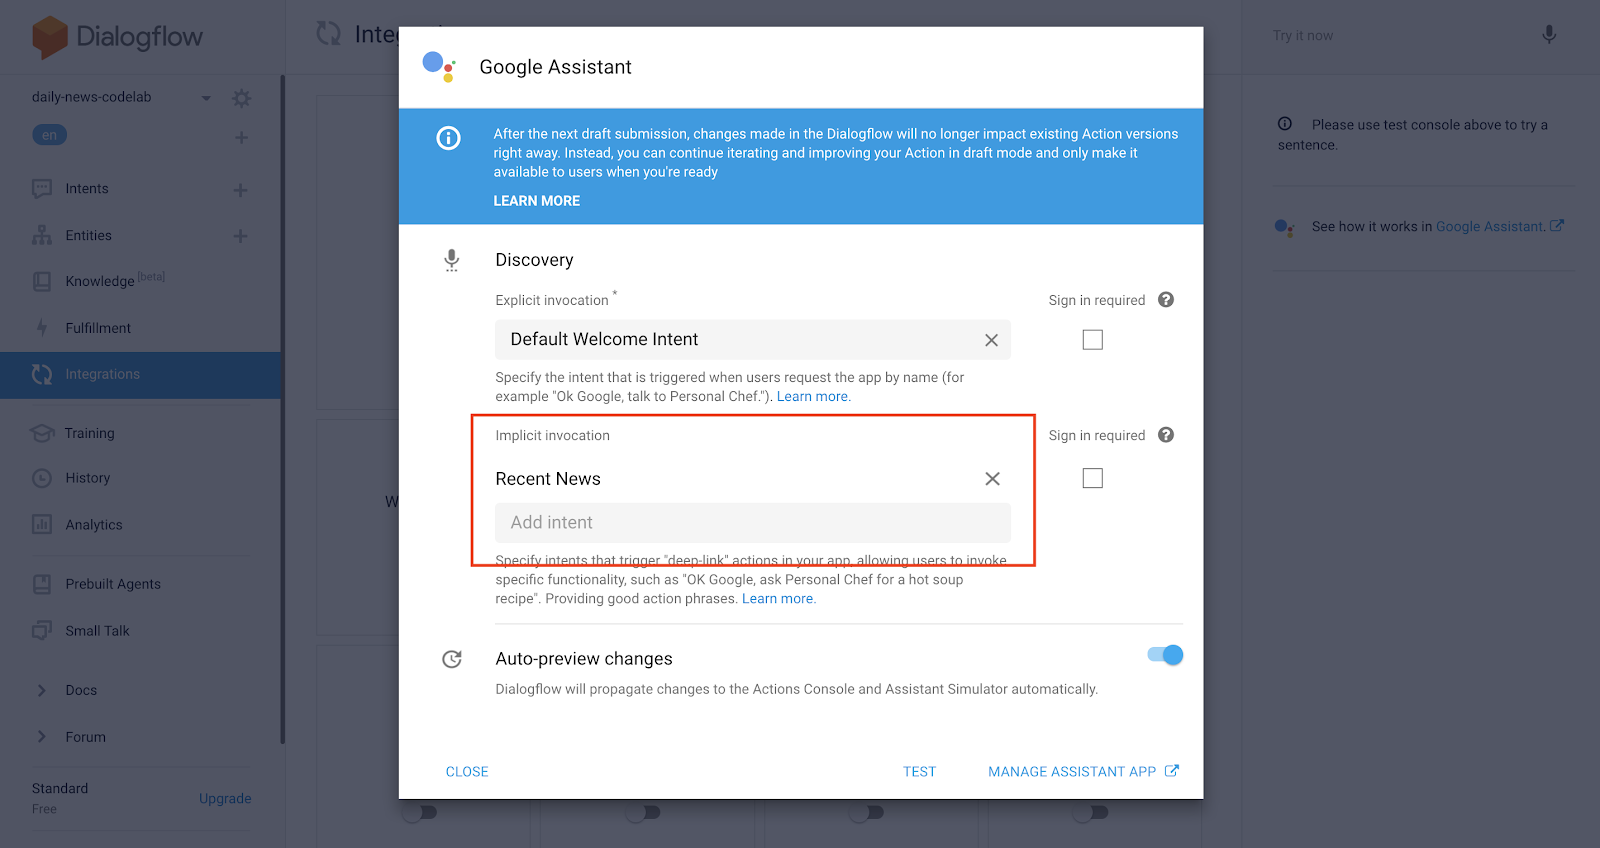 Dialogflow
daily-news-codelab
en
Intents
Entities
Knowledge [beta]
Fulfillment
Integrations
Training
History
Analytics
Prebuilt Agents
Small Talk
Docs
Forum
Standard
Free
Upgrade
Inte
W
Google Assistant
After the next draft submission, changes made in the Dialogflow will no longer impact existing Action versions
right away. Instead, you can continue iterating and improving your Action in draft mode and only make it
available to users when you're ready
LEARN MORE
Discovery
Explicit invocation *
Sign in required
Default Welcome Intent
Specify the intent that is triggered when users request the app by name (for
example "Ok Google, talk to Personal Chef."). Learn more.
Implicit invocation
Sign in required
Recent News
Add intent
Specify intents that trigger "deep-link" actions in your app, allowing users to invoke
specific functionality, such as "OK Google, ask Personal Chef for a hot soup
recipe". Providing good action phrases. Learn more.
Auto-preview changes
Dialogflow will propagate changes to the Actions Console and Assistant Simulator automatically.
CLOSE
TEST
MANAGE ASSISTANT APP
Try it now
Please use test console above to try a
sentence.
See how it works in Google Assistant.